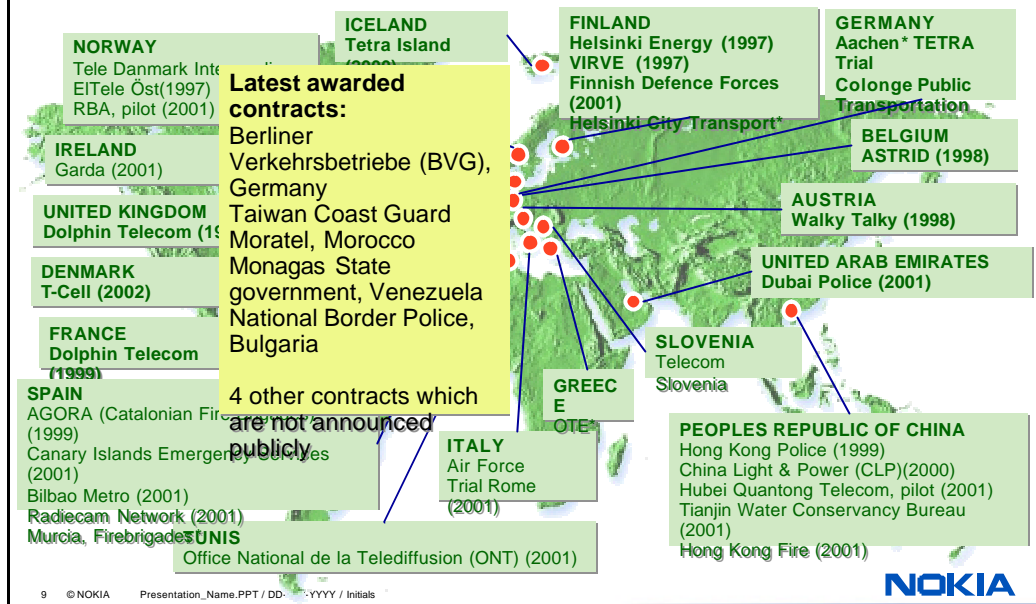 NORWAY
Tele Danmark
ElTele Öst(1997)
RBA, pilot (2001)
ICELAND
Tetra Island
FINLAND
Helsinki Energy (1997)
VIRVE (1997)
Finnish Defence Forces
(2001)
Helsinki City Transport*
GERMANY
Aachen* TETRA
Trial
Colonge Public
Transportation
IRELAND
Garda (2001)
UNITED KINGDOM
Dolphin Telecom
DENMARK
T-Cell (2002)
FRANCE
Dolphin Telecom
(1999)
Latest awarded
contracts:
Berliner
Verkehrsbetriebe (BVG),
Germany
Taiwan Coast Guard
Moratel, Morocco
Monagas State
government, Venezuela
National Border Police,
Bulgaria
4 other contracts which
are not announced
publicly
BELGIUM
ASTRID (1998)
AUSTRIA
Walky Talky (1998)
UNITED ARAB EMIRATES
Dubai Police (2001)
SLOVENIA
Telecom
Slovenia
GREEC
E
OTE*
SPAIN
AGORA (Catalonian
(1999)
Canary Islands Emergency Services
(2001)
Bilbao Metro (2001)
Radiecam Network (2001)
Murcia, Firebrigades*
ITALY
Air Force
Trial Rome
(2001)
PEOPLES REPUBLIC OF CHINA
Hong Kong Police (1999)
China Light & Power (CLP)(2000)
Hubei Quantong Telecom, pilot (2001)
Tianjin Water Conservancy Bureau
(2001)
Hong Kong Fire (2001)
TUNIS
Office National de la Telediffusion (ONT) (2001)
9 © NOKIA Presentation_Name.PPT / / Initials
NOKIA